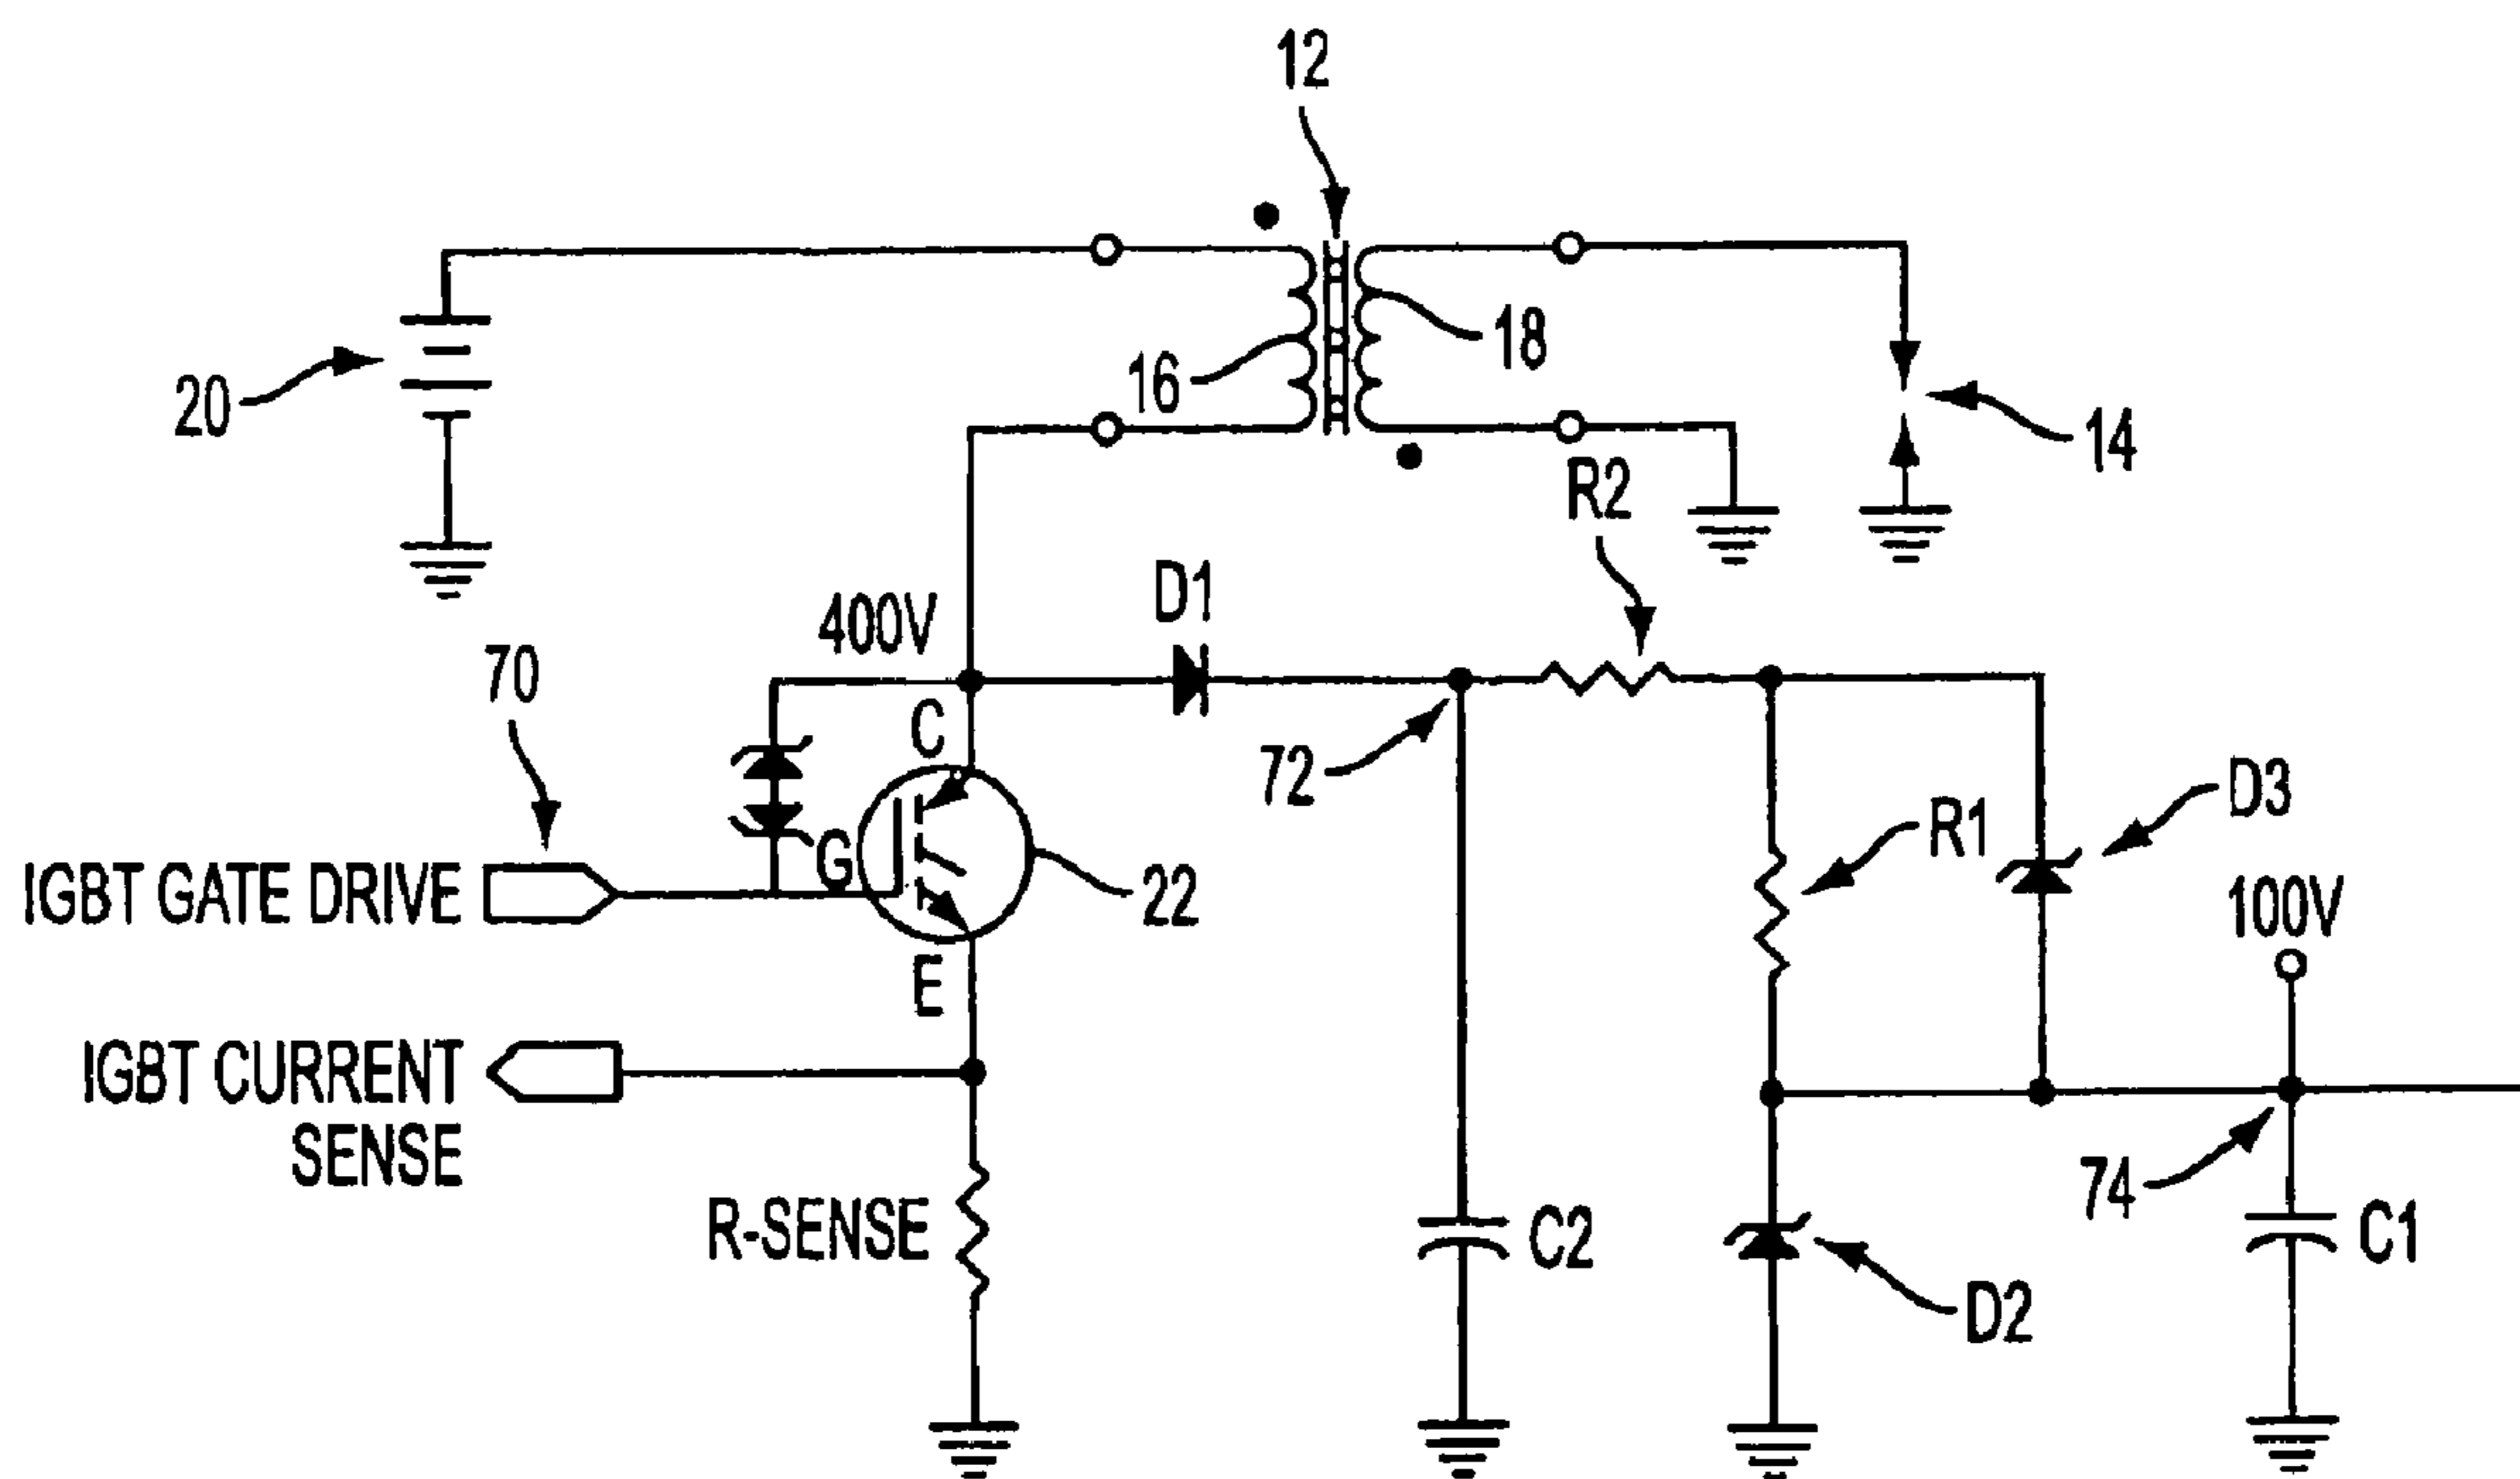 12
20
16
18
14
R2
400V
D1
70
C
72
D3
R1
100V
IGBT GATE DRIVE
G
22
E
IGBT CURRENT
SENSE
74
R-SENSE
C2
C1
D2